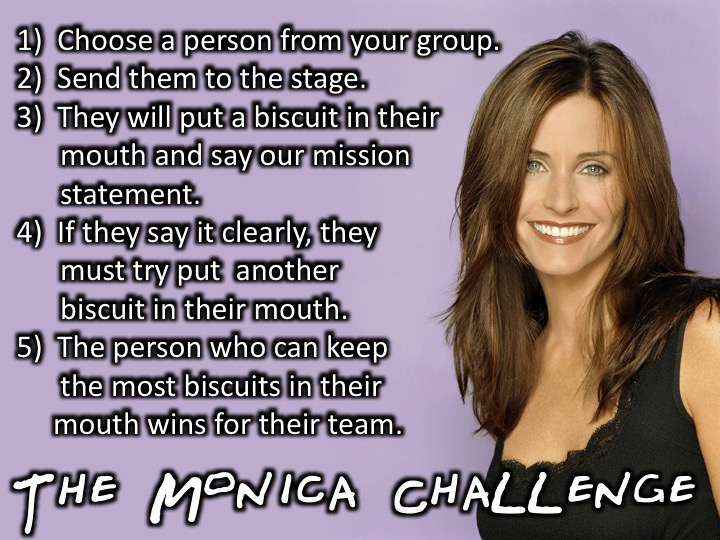 1) Choose a person from your group.
2) Send them to the stage.
3) They will put a biscuit in their
mouth and say our mission
statement.
4) If they say it clearly, they
must try put another
biscuit in their mouth.
5) The person who can keep
the most biscuits in their
mouth wins for their team.
The Monica Challenge